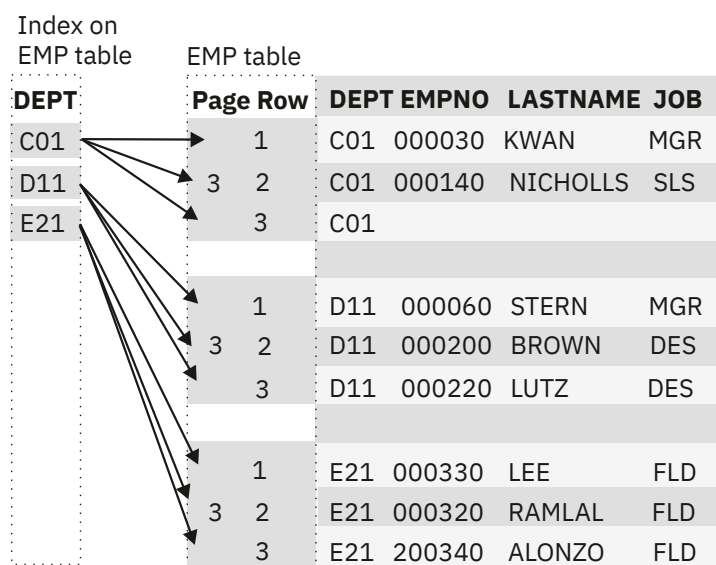 Index on
EMP table EMP table
DEPT Page Row DEPT EMPNO LASTNAME JOB
C01 1 C01 000030 KWAN MGR
D11 3 2 C01 000140 NICHOLLS SLS
E21 3 C01
1 D11 000060 STERN MGR
3 2 D11 000200 BROWN DES
3 D11 000220 LUTZ DES
1 E21 000330 LEE FLD
3 2 E21 000320 RAMLAL FLD
3 E21 200340 ALONZO FLD